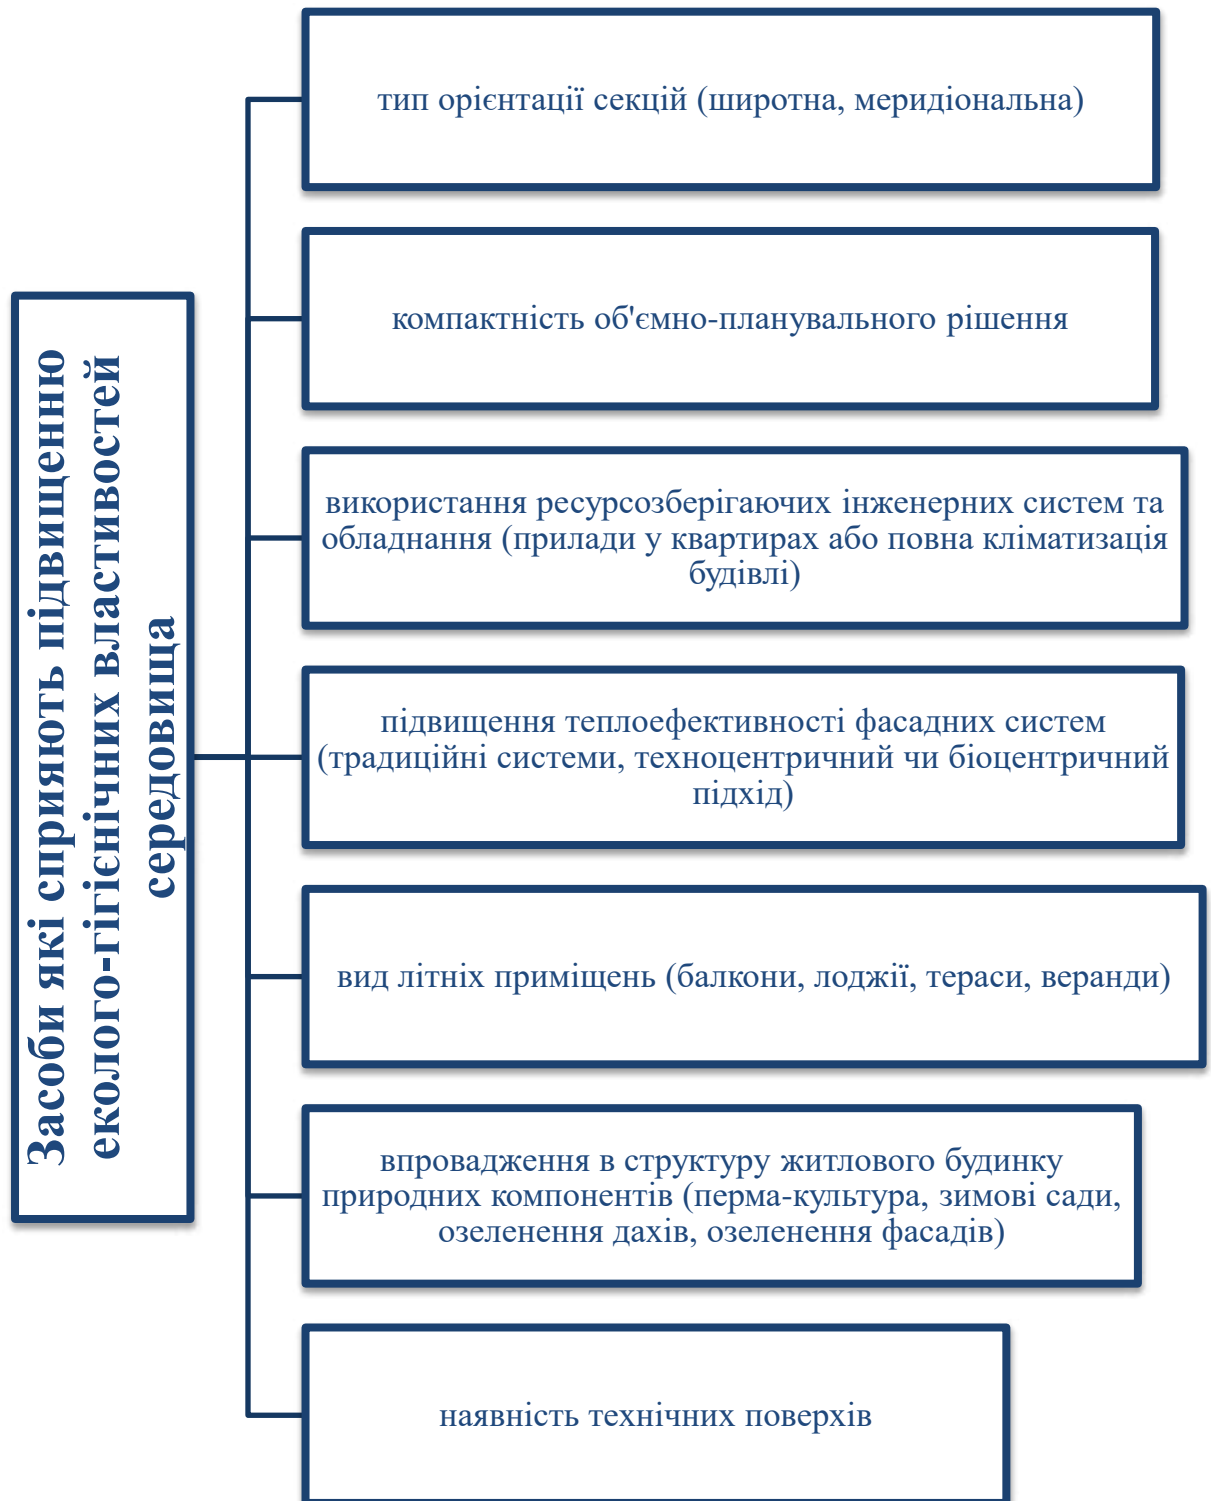 Засоби які сприяють підвищенню
еколого-гігієнічних властивостей
середовища
тип орієнтації секцій (широтна, меридіональна)
компактність об'ємно-планувального рішення
використання ресурсозберігаючих інженерних систем та
обладнання (прилади у квартирах або повна кліматизація
будівлі)
підвищення теплоефективності фасадних систем
(традиційні системи, техноцентричний чи біоцентричний
підхід)
вид літніх приміщень (балкони, лоджії, тераси, веранди)
впровадження в структуру житлового будинку
природних компонентів (перма-культура, зимові сади,
озеленення дахів, озеленення фасадів)
наявність технічних поверхів